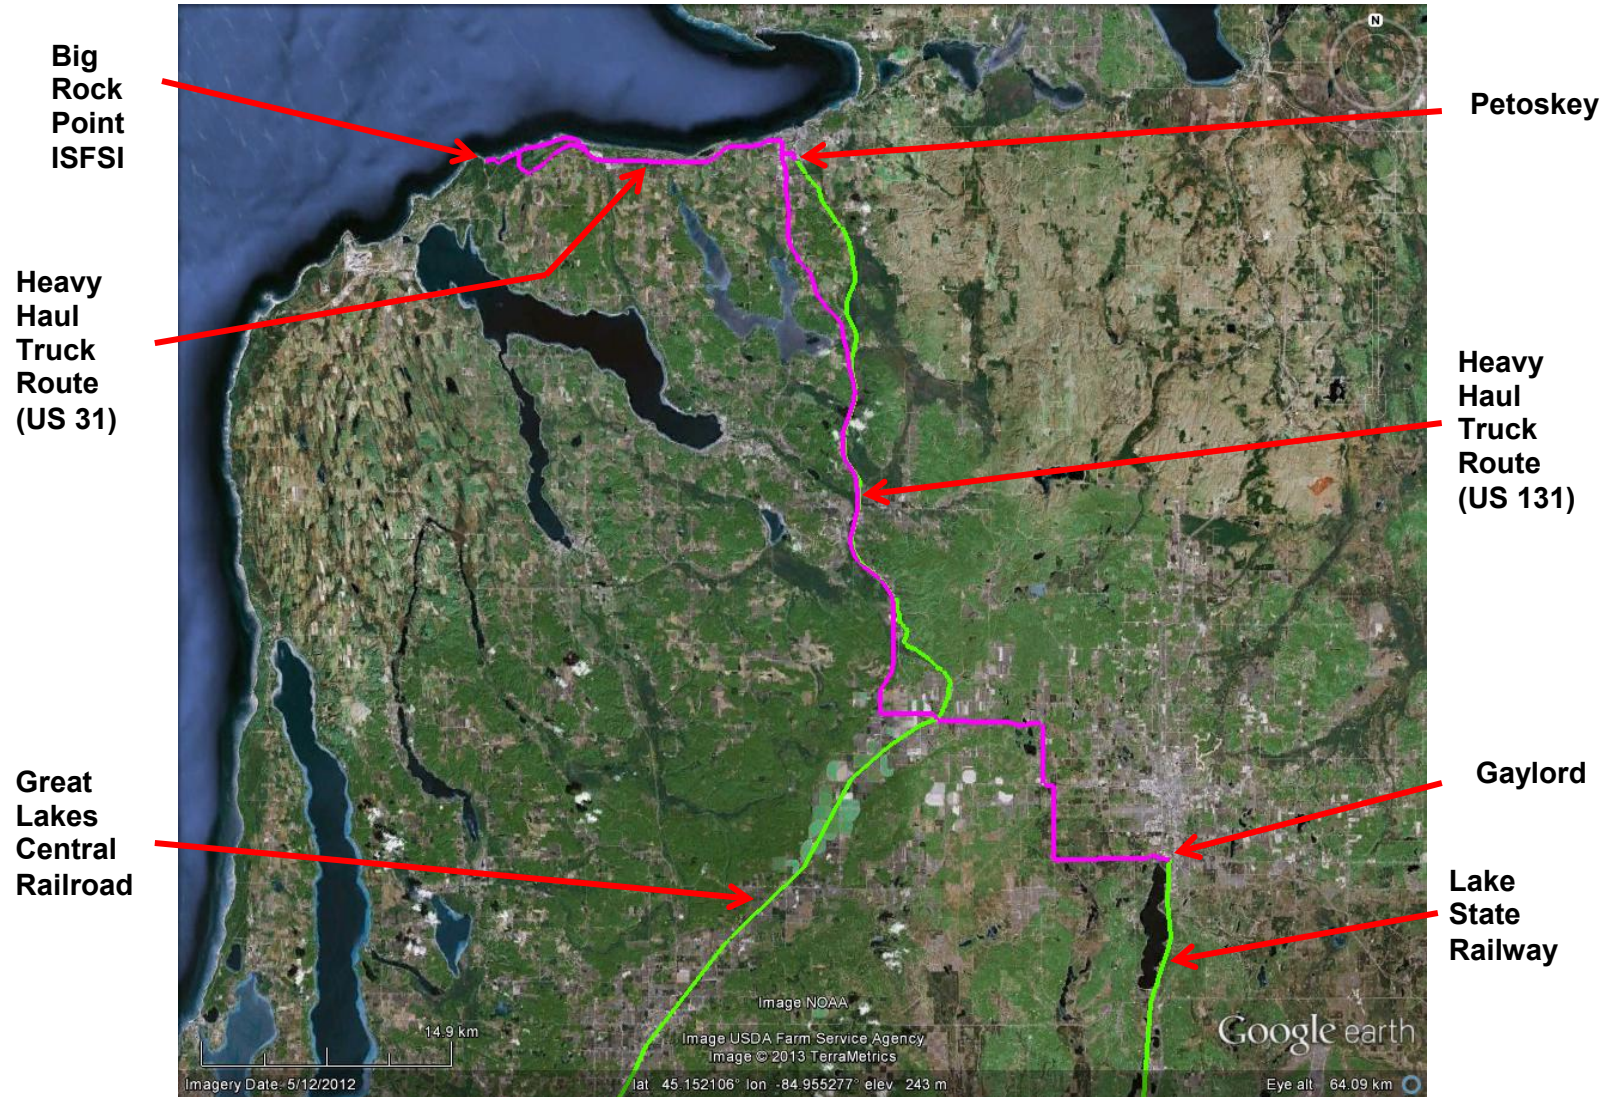 Big
Rock
Point
ISFSI
Heavy
Haul
Truck
Route
(US 31)
Great
Lakes
Central
Railroad
N
Petoskey
Heavy
Haul
Truck
Route
(US 131)
Gaylord
Lake
State
Railway
Image NOAA
Image USDA Farm Service Agency
Image © 2013 TerraMetrics
Google earth
14.9 km
Imagery Date: 5/12/2012
lat 45.152106° lon -84.955277° elev 243 m
Eye alt 64.09 km